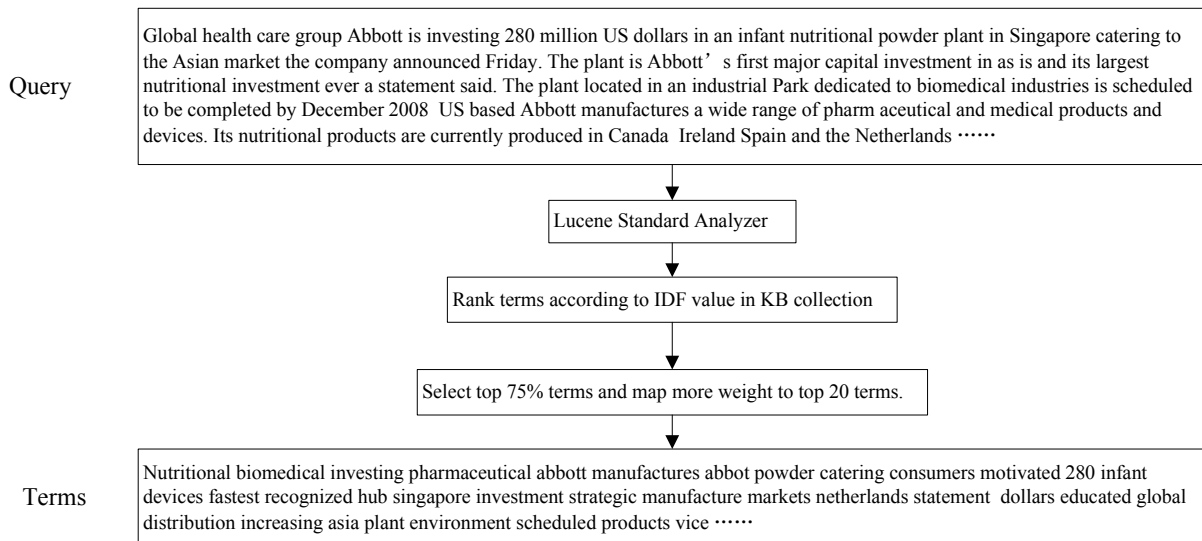 Query
Global health care group Abbott is investing 280 million US dollars in an infant nutritional powder plant in Singapore catering to
the Asian market the company announced Friday. The plant is Abbott’ s first major capital investment in as is and its largest
nutritional investment ever a statement said. The plant located in an industrial Park dedicated to biomedical industries is scheduled
to be completed by December 2008  US based Abbott manufactures a wide range of pharm aceutical and medical products and
devices. Its nutritional products are currently produced in Canada  Ireland Spain and the Netherlands ······
Lucene Standard Analyzer
Rank terms according to IDF value in KB collection
Select top 75% terms and map more weight to top 20 terms.
Terms
Nutritional biomedical investing pharmaceutical abbott manufactures abbot powder catering consumers motivated 280 infant
devices fastest recognized hub singapore investment strategic manufacture markets netherlands statement  dollars educated global
distribution increasing asia plant environment scheduled products vice ······